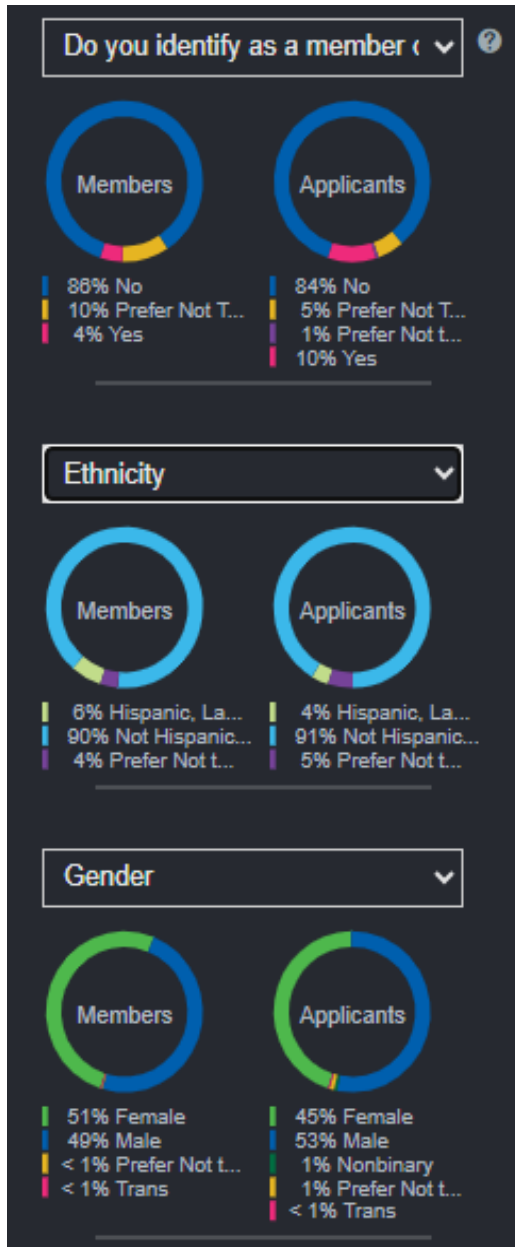 Do you identify as a member
Members
Applicants
86% No
10% Prefer Not T...
4% Yes
84% No
5% Prefer Not T...
1% Prefer Not t...
10% Yes
Ethnicity
Members
Applicants
6% Hispanic, La...
90% Not Hispanic...
4% Prefer Not t...
4% Hispanic, La...
91% Not Hispanic...
5% Prefer Not t...
Gender
Members
Applicants
51% Female
49% Male
< 1% Prefer Not t...
< 1% Trans
45% Female
53% Male
1% Nonbinary
1% Prefer Not t...
< 1% Trans